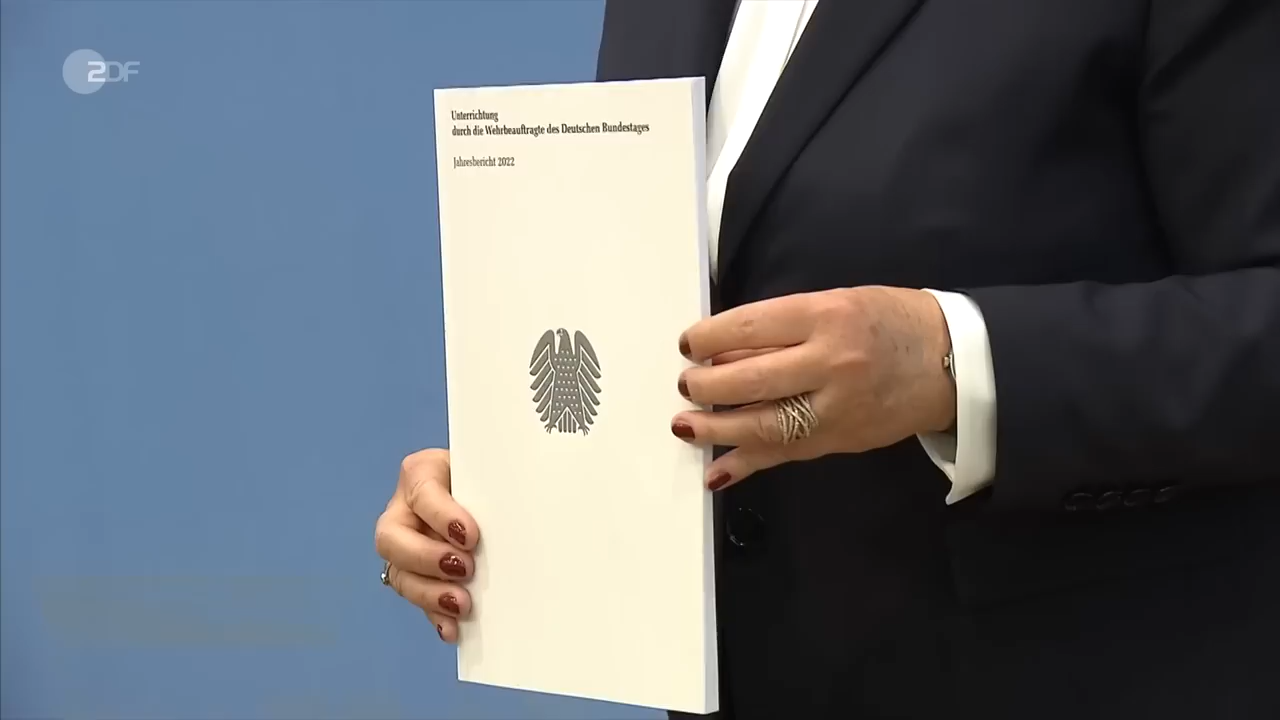 ZDF
Unterrichtung
durch die Wehrbeauftragte des Deutschen Bundestages
Jahresbericht 2022